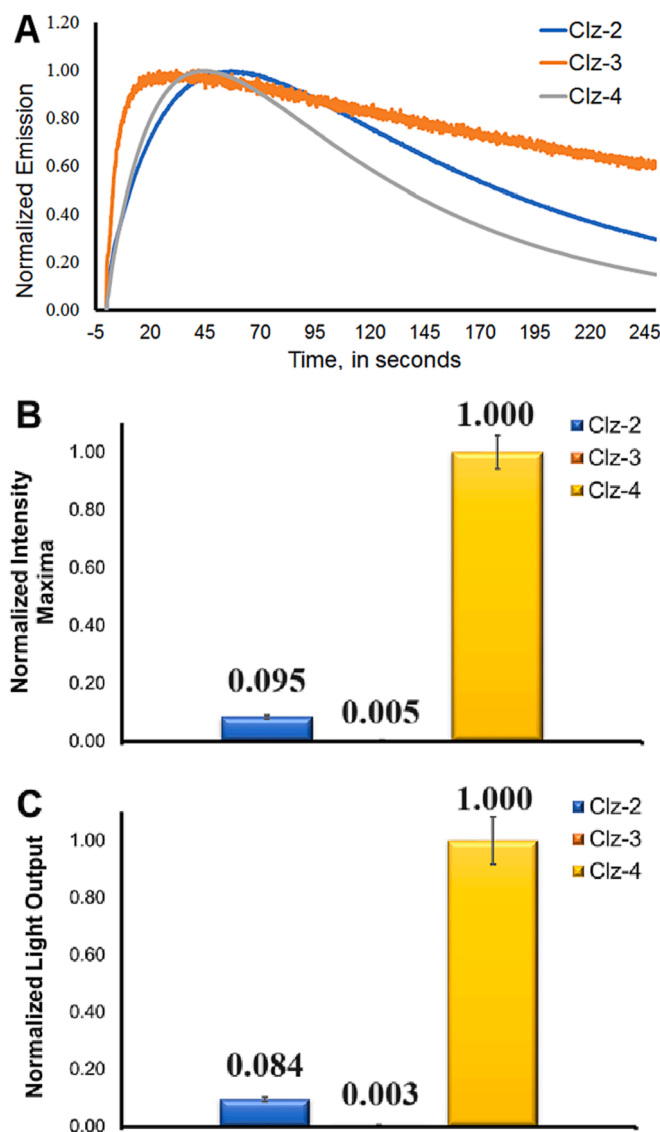 A
Clz-2
Clz-3
Clz-4
Normalized Emission
1.20
1.00
0.80
0.60
0.40
0.20
0.00
-5 20 45 70 95 120 145 170 195 220 245
Time, in seconds
B
1.000
Clz-2
Clz-3
Clz-4
Normalized Intensity
Maxima
1.00
0.80
0.60
0.40
0.20
0.00
0.095
0.005
C
1.000
Clz-2
Clz-3
Clz-4
Normalized Light Output
1.00
0.80
0.60
0.40
0.20
0.00
0.084
0.003